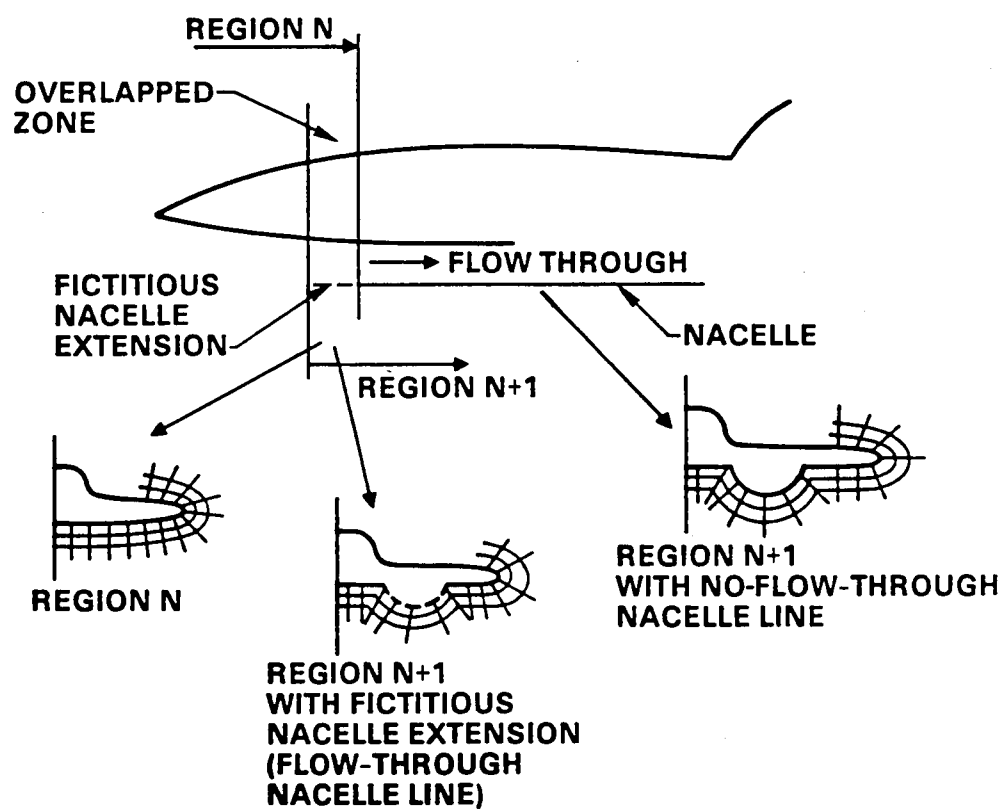 REGION N
OVERLAPPED
ZONE
FLOW THROUGH
FICTITIOUS
NACELLE
EXTENSION
NACELLE
REGION N+1
REGION N
REGION N+1
WITH FICTITIOUS
NACELLE EXTENSION
(FLOW-THROUGH
NACELLE LINE)
REGION N+1
WITH NO-FLOW-THROUGH
NACELLE LINE